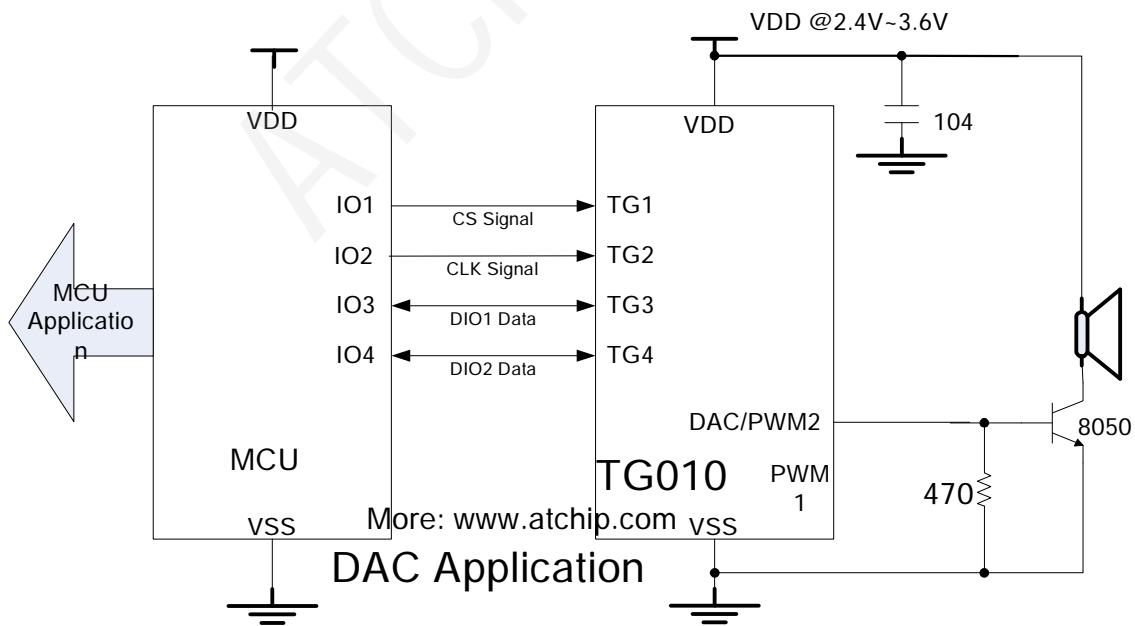 VDD @2.4V~3.6V
VDD
VDD
104
IO1
CS Signal
TG1
IO2
CLK Signal
TG2
MCU
Applicatio
n
IO3
DIO1 Data
TG3
IO4
DIO2 Data
TG4
DAC/PWM2
8050
MCU
TG010
PWM
1
470
More: www.atchip.com
VSS
VSS
DAC Application
ATC